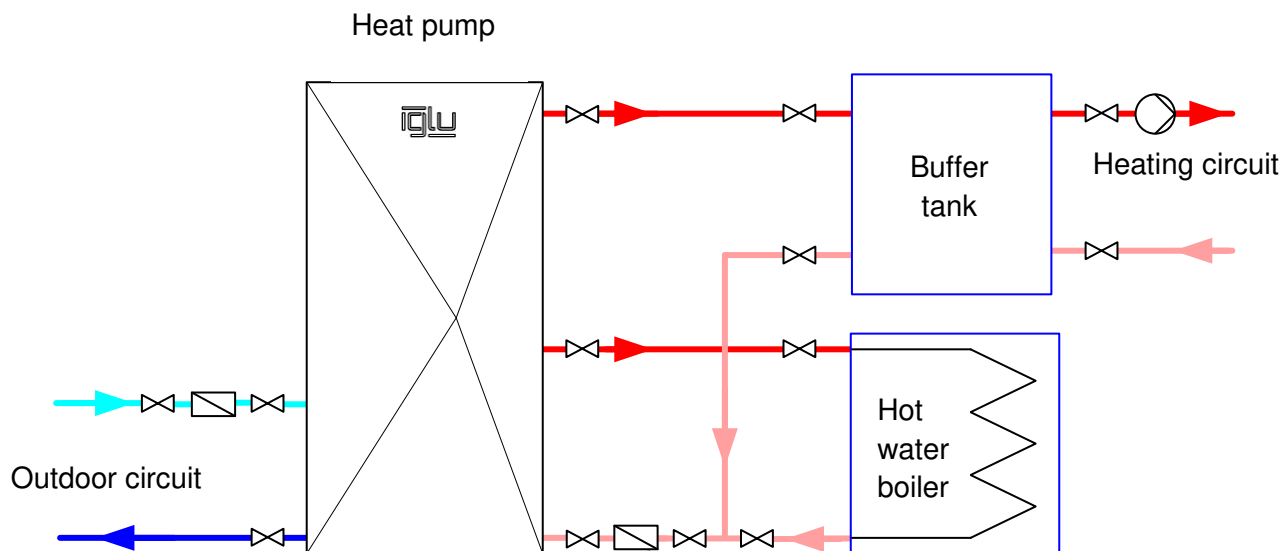 Heat pump
iglu
Buffer
tank
Heating circuit
Hot
water
boiler
Outdoor circuit